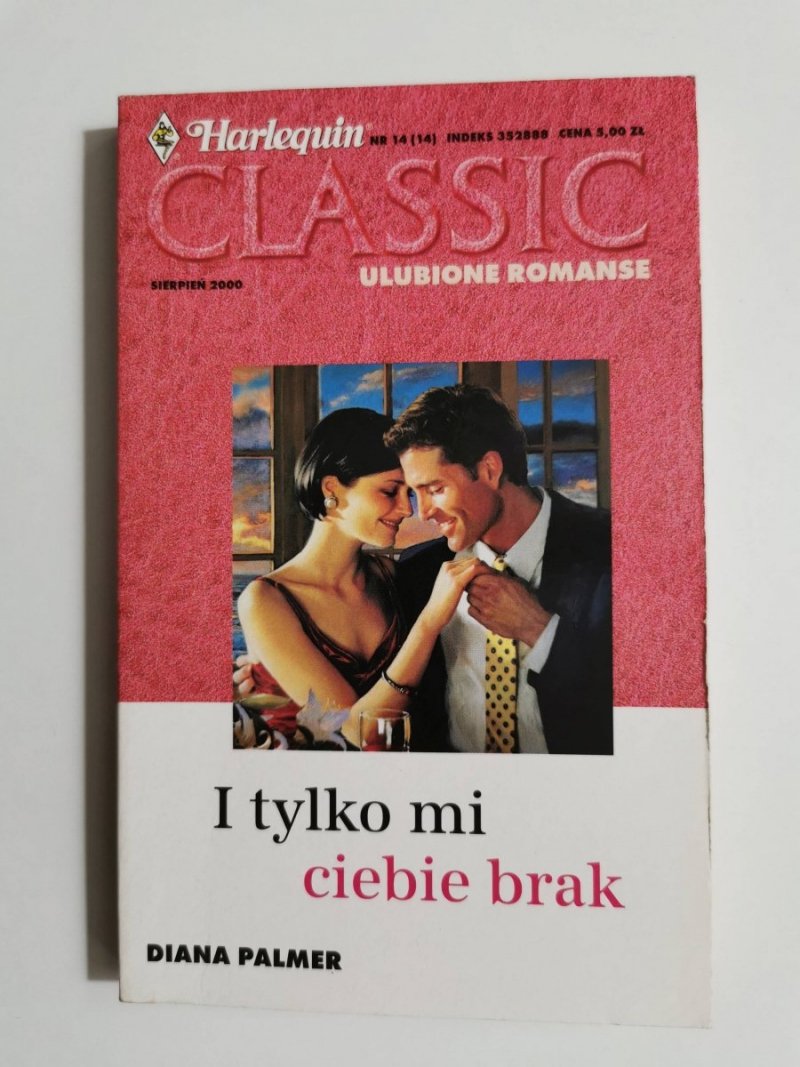 Harlequin® NR 14 (14) INDEKS 352888 CENA 5,00 ZŁ
CLASSIC
SIERPIEŃ 2000 ULUBIONE ROMANSE
I tylko mi
ciebie brak
DIANA PALMER